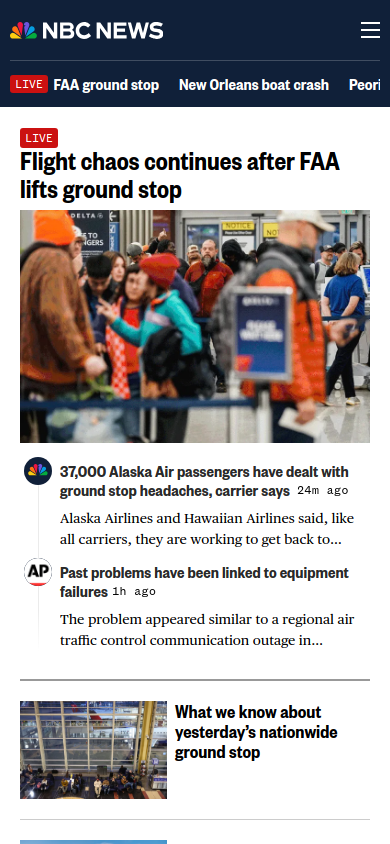 NBC NEWS
LIVE FAA ground stop New Orleans boat crash Peori
LIVE
Flight chaos continues after FAA
lifts ground stop
DELTA
NOTICE
37,000 Alaska Air passengers have dealt with
ground stop headaches, carrier says 24m ago
Alaska Airlines and Hawaiian Airlines said, like
all carriers, they are working to get back to...
AP
Past problems have been linked to equipment
failures 1h ago
The problem appeared similar to a regional air
traffic control communication outage in...
What we know about
yesterday’s nationwide
ground stop